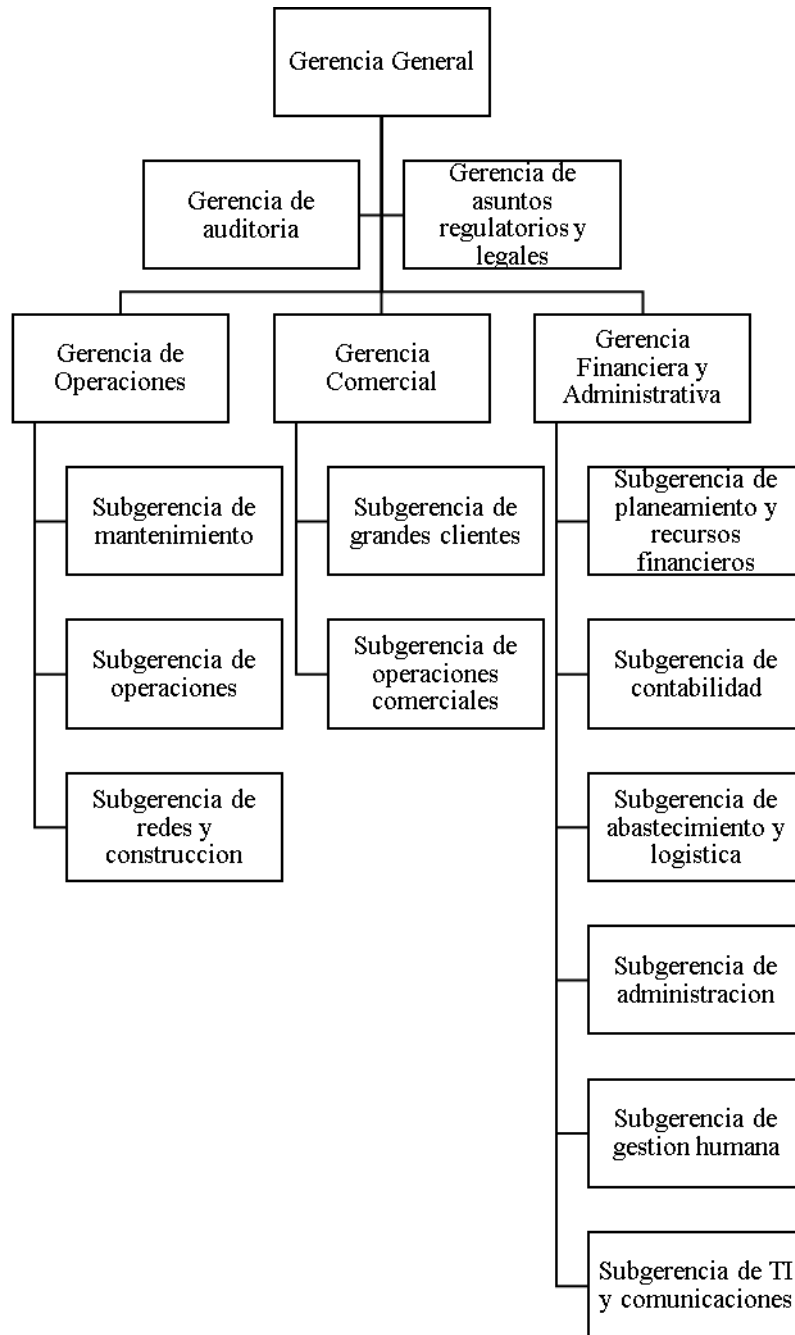 Gerencia General
Gerencia de
auditoria
Gerencia de
asuntos
regulatorios y
legales
Gerencia de
Operaciones
Gerencia
Comercial
Gerencia
Financiera y
Administrativa
Subgerencia de
mantenimiento
Subgerencia de
operaciones
Subgerencia de
redes y
construccion
Subgerencia de
grandes clientes
Subgerencia de
operaciones
comerciales
Subgerencia de
planeamiento y
recursos
financieros
Subgerencia de
contabilidad
Subgerencia de
abastecimiento y
logistica
Subgerencia de
administracion
Subgerencia de
gestion humana
Subgerencia de TI
y comunicaciones